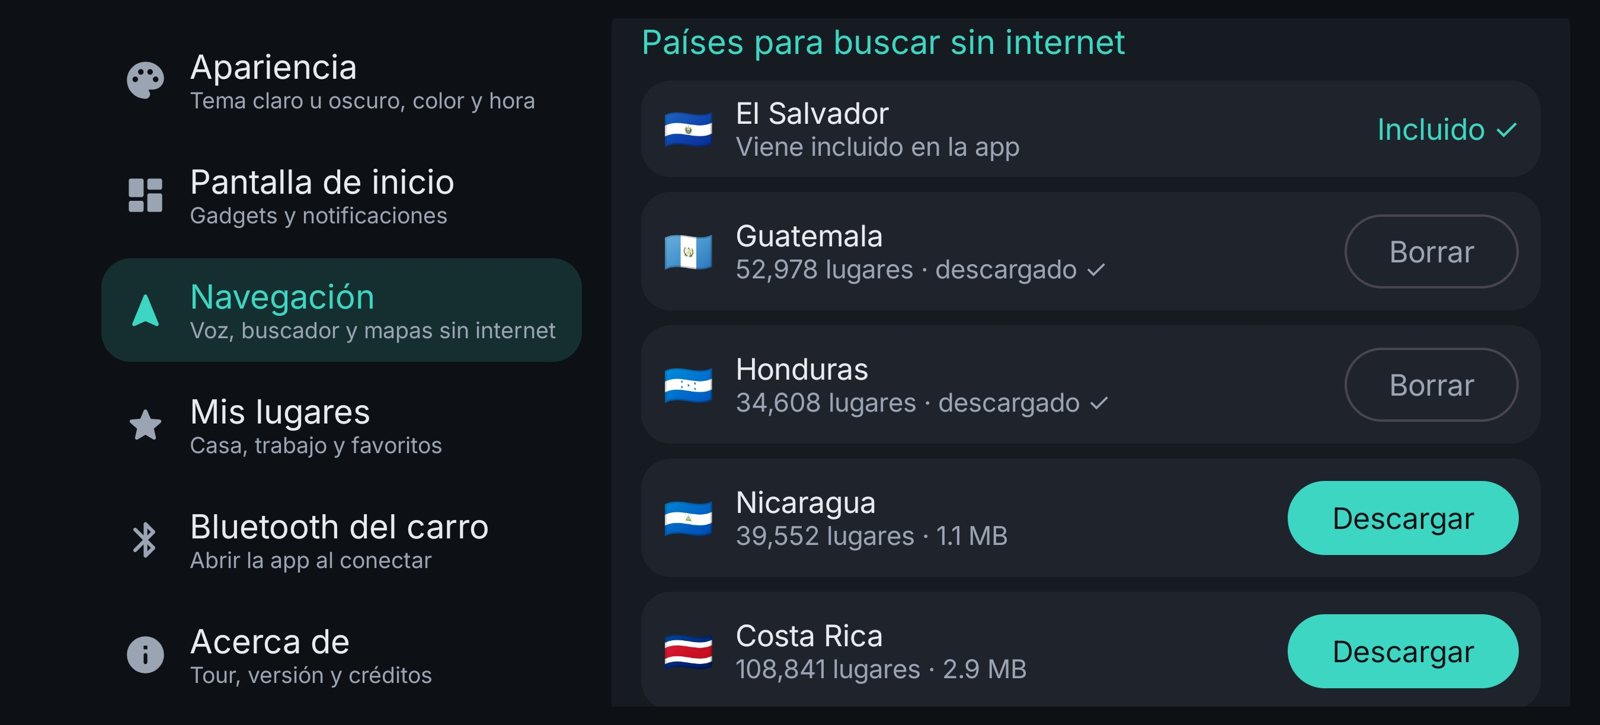 Apariencia
Tema claro u oscuro, color y hora
Pantalla de inicio
Gadgets y notificaciones
Navegación
Voz, buscador y mapas sin internet
Mis lugares
Casa, trabajo y favoritos
Bluetooth del carro
Abrir la app al conectar
Acerca de
Tour, versión y créditos
Países para buscar sin internet
El Salvador
Viene incluido en la app
Incluido ✓
Guatemala
52,978 lugares · descargado ✓
Borrar
Honduras
34,608 lugares · descargado ✓
Borrar
Nicaragua
39,552 lugares · 1.1 MB
Descargar
Costa Rica
108,841 lugares · 2.9 MB
Descargar